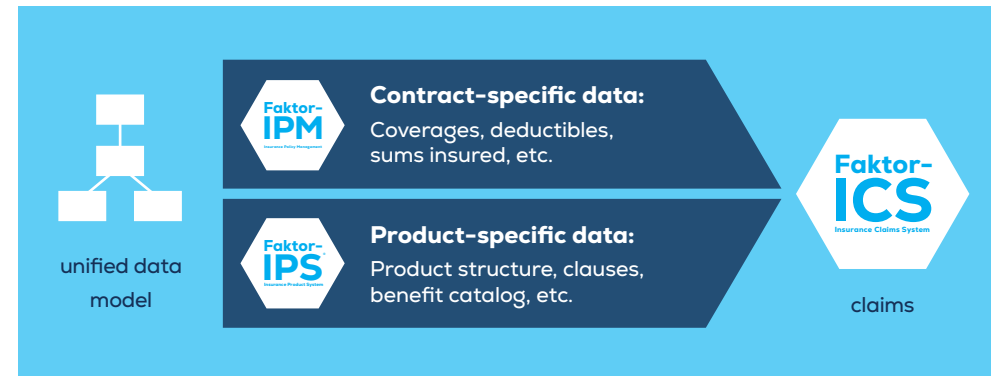 unified data
model
Faktor-
IPM
Insurance Policy Management
Contract-specific data:
Coverages, deductibles,
sums insured, etc.
Faktor-
IPS
Insurance Product System
Product-specific data:
Product structure, clauses,
benefit catalog, etc.
Faktor-
ICS
Insurance Claims System
claims